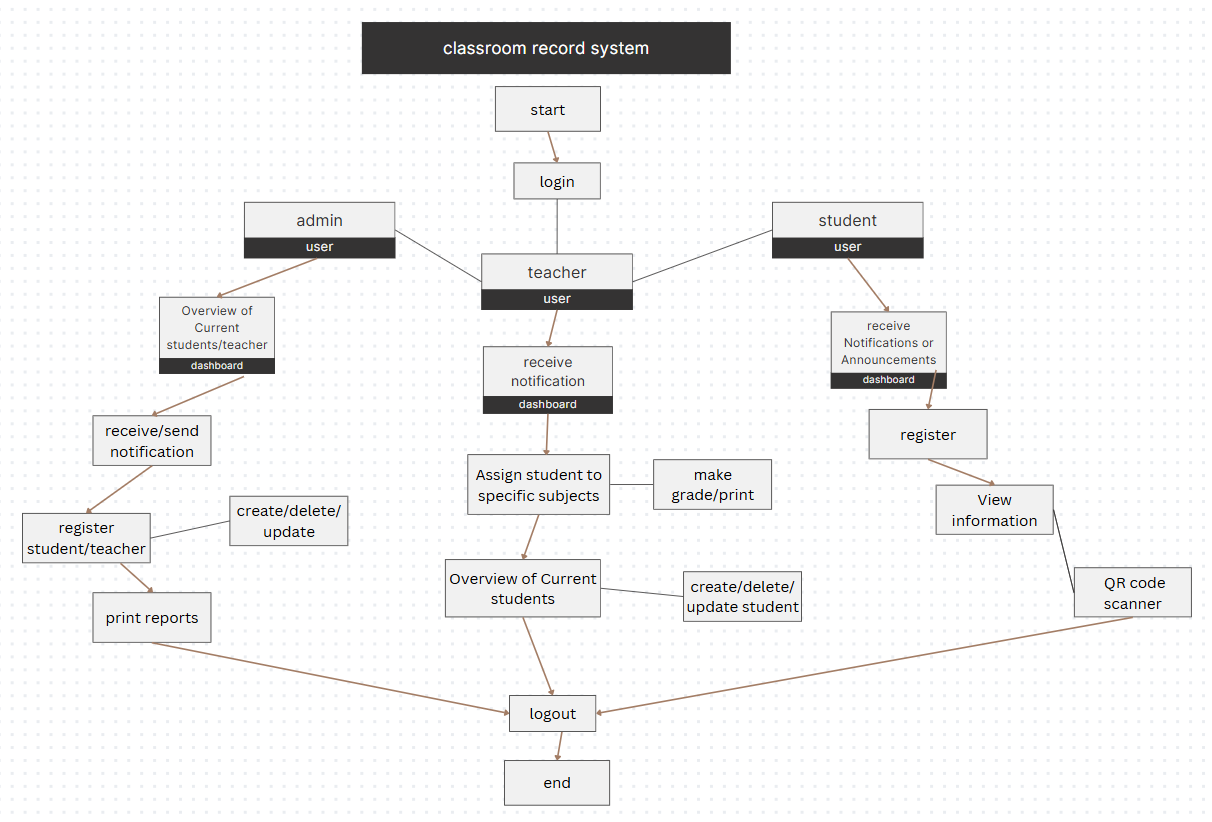 classroom record system
start
login
admin
user
student
user
teacher
user
Overview of
Current
students/teacher
dashboard
receive
notification
dashboard
receive
Notifications or
Announcements
dashboard
receive/send
notification
register
Assign student to
specific subjects
make
grade/print
View
information
register
student/teacher
create/delete/
update
Overview of Current
students
create/delete/
update student
QR code
scanner
print reports
logout
end